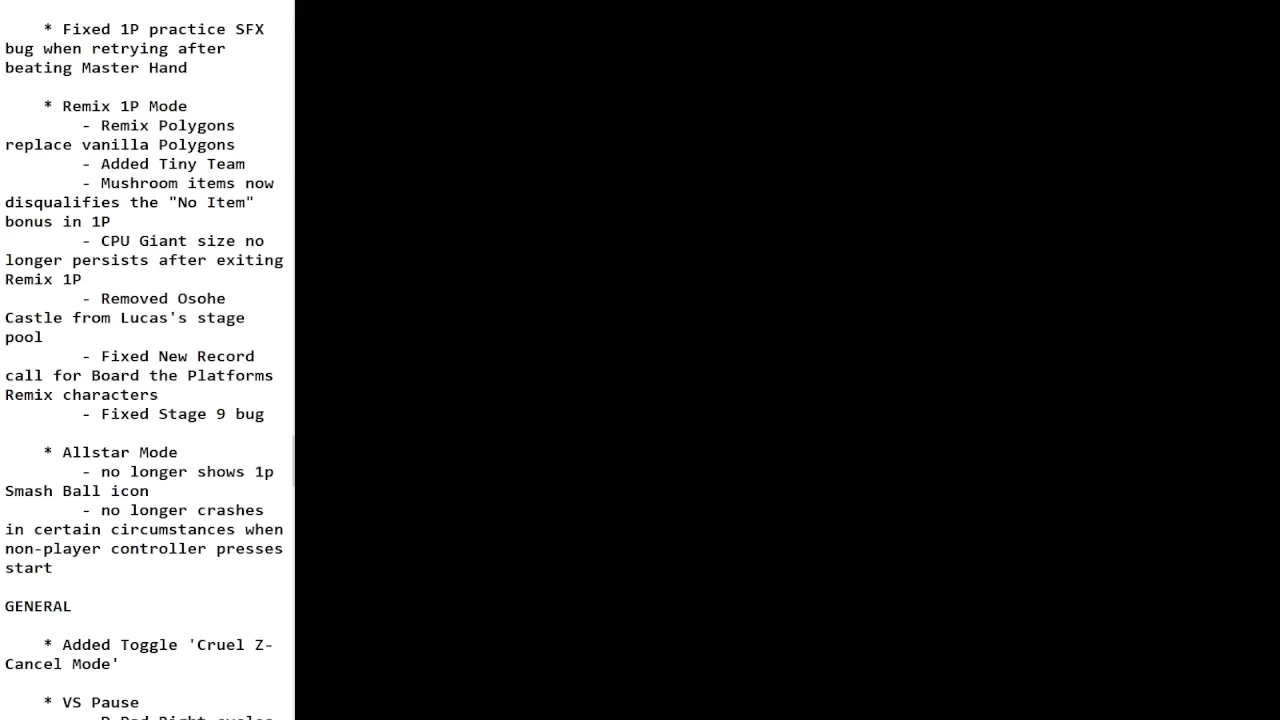 * Fixed 1P practice SFX
bug when retrying after
beating Master Hand
* Remix 1P Mode
- Remix Polygons
replace vanilla Polygons
- Added Tiny Team
- Mushroom items now
disqualifies the "No Item"
bonus in 1P
- CPU Giant size no
longer persists after exiting
Remix 1P
- Removed Osohe
Castle from Lucas's stage
pool
- Fixed New Record
call for Board the Platforms
Remix characters
- Fixed Stage 9 bug
* Allstar Mode
- no longer shows 1p
Smash Ball icon
- no longer crashes
in certain circumstances when
non-player controller presses
start
GENERAL
* Added Toggle 'Cruel Z-
Cancel Mode'
* VS Pause